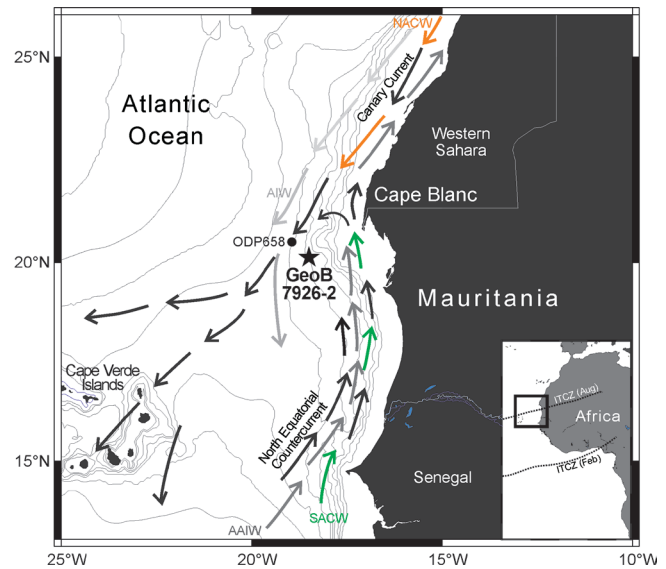 NACW
25°N
Canary Current
Atlantic
Ocean
Western
Sahara
AIW
Cape Blanc
ODP658
20°N
GeoB
7926-2
Mauritania
Cape Verde
Islands
ITCZ (Aug)
Africa
North Equatorial
Countercurrent
ITCZ (Feb)
15°N
Senegal
SACW
AAIW
25°W
20°W
15°W
10°W